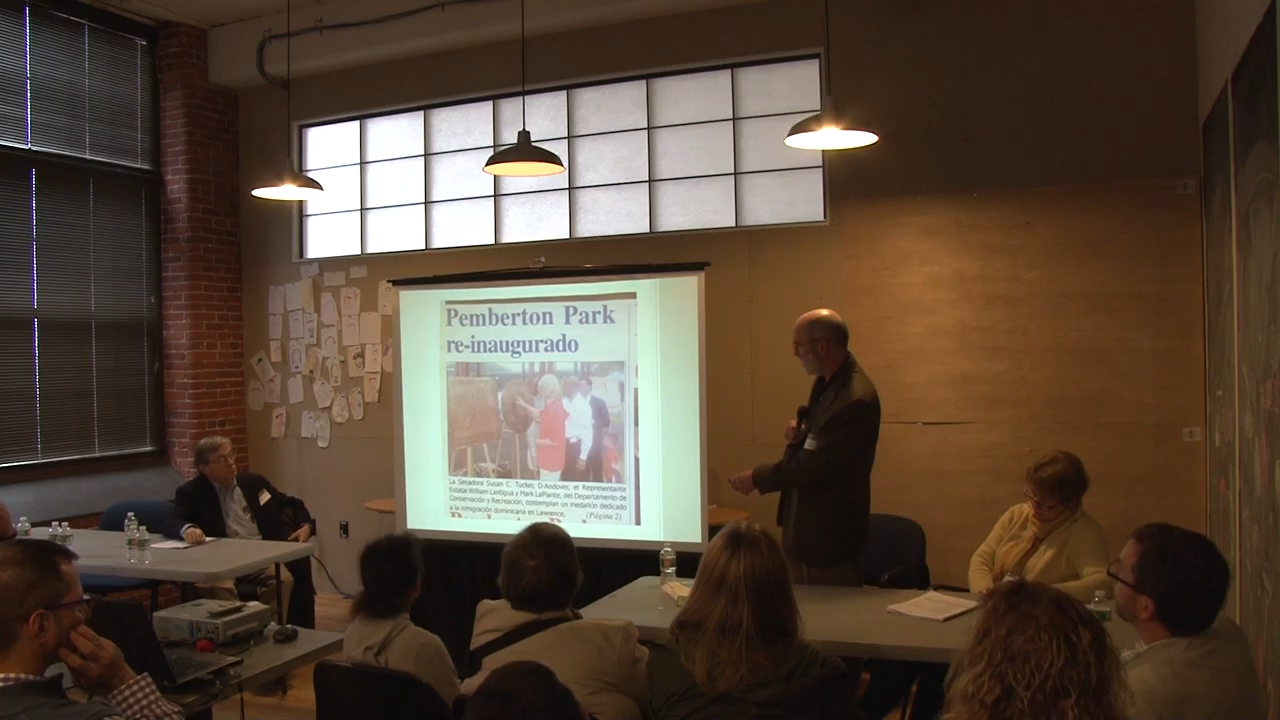 Pemberton Park
re-inaugurado
La Senadora Susan C. Tucker, D-Andover, el Representante
Estatal William Lantigua y Mark LaPlante, del Departamento de
Conservación y Recreación, contemplan un medallón dedicado
a la inmigración dominicana en Lawrence. (Página 2)